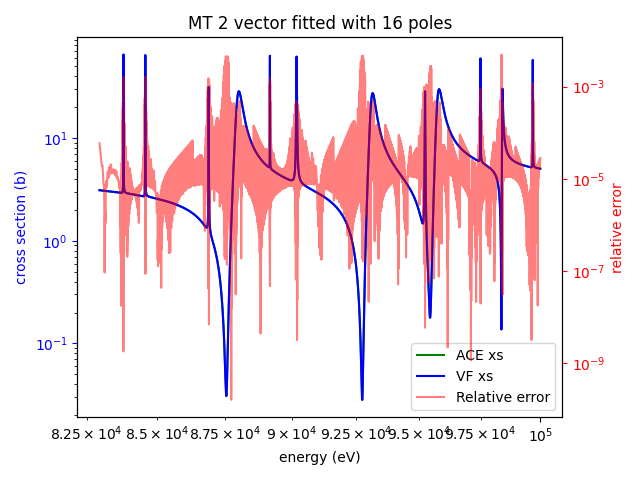 MT 2 vector fitted with 16 poles
cross section (b)
10¹
10⁰
10⁻¹
10⁻³
10⁻⁵
10⁻⁷
10⁻⁹
relative error
ACE xs
VF xs
Relative error
8.25 × 10⁴ 8.5 × 10⁴ 8.75 × 10⁴ 9 × 10⁴ 9.25 × 10⁴ 9.5 × 10⁴ 9.75 × 10⁴ 10⁵
energy (eV)